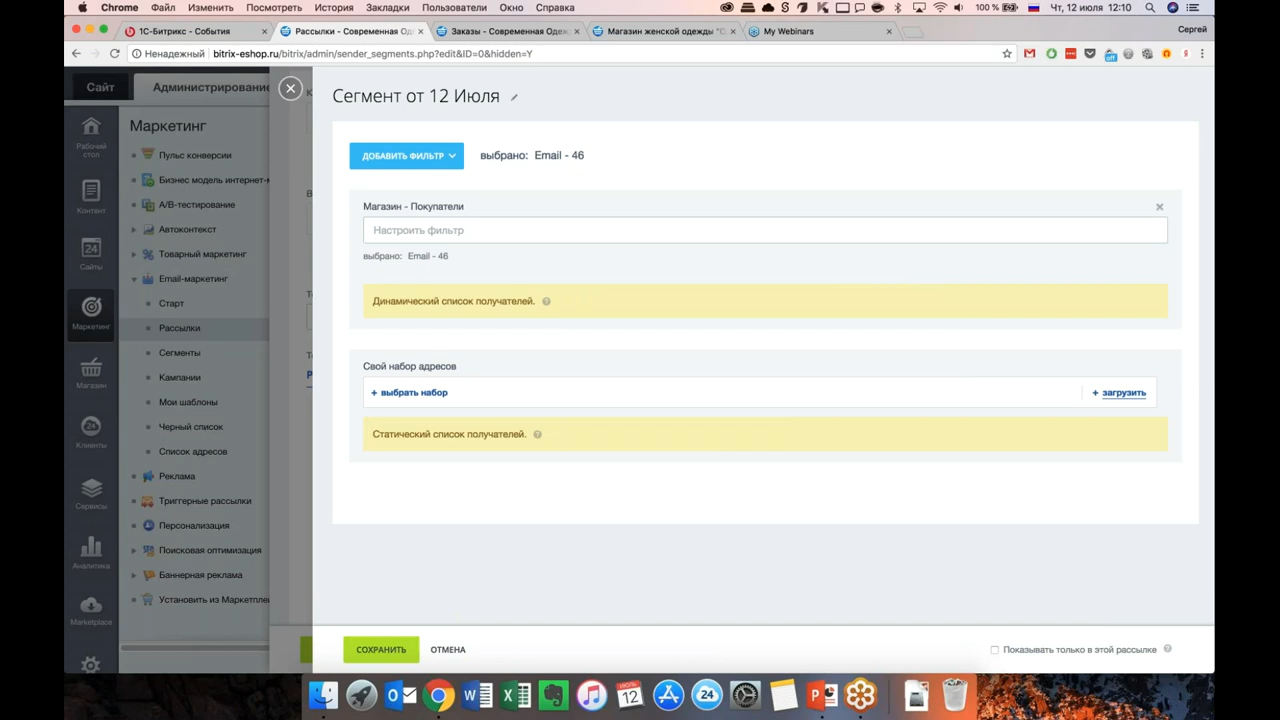 Chrome Файл Изменить Посмотреть История Закладки Пользователи Окно Справка 100 % Чт, 12 июля 12:10
1С-Битрикс - События Рассылки - Современная Од Заказы - Современная Одеж Магазин женской одежды "С My Webinars Сергей
Ненадежный bitrix-eshop.ru/bitrix/admin/sender_segments.php?edit&ID=0&hidden=Y
Сайт Администрирование
Маркетинг
Рабочий
стол
Контент
24
Сайты
Маркетинг
Магазин
24
Клиенты
Сервисы
Аналитика
Marketplace
Пульс конверсии
Бизнес модель интернет-м
A/B-тестирование
Автоконтекст
Товарный маркетинг
Email-маркетинг
Старт
Рассылки
Сегменты
Кампании
Мои шаблоны
Черный список
Список адресов
Реклама
Триггерные рассылки
Персонализация
Поисковая оптимизация
Баннерная реклама
Установить из Маркетпле
Сегмент от 12 Июля
ДОБАВИТЬ ФИЛЬТР выбрано: Email - 46
Магазин - Покупатели
Настроить фильтр
выбрано: Email - 46
Динамический список получателей. ?
Свой набор адресов
+ выбрать набор + загрузить
Статический список получателей. ?
СОХРАНИТЬ ОТМЕНА Показывать только в этой рассылке ?
ИЮЛЬ
12
24